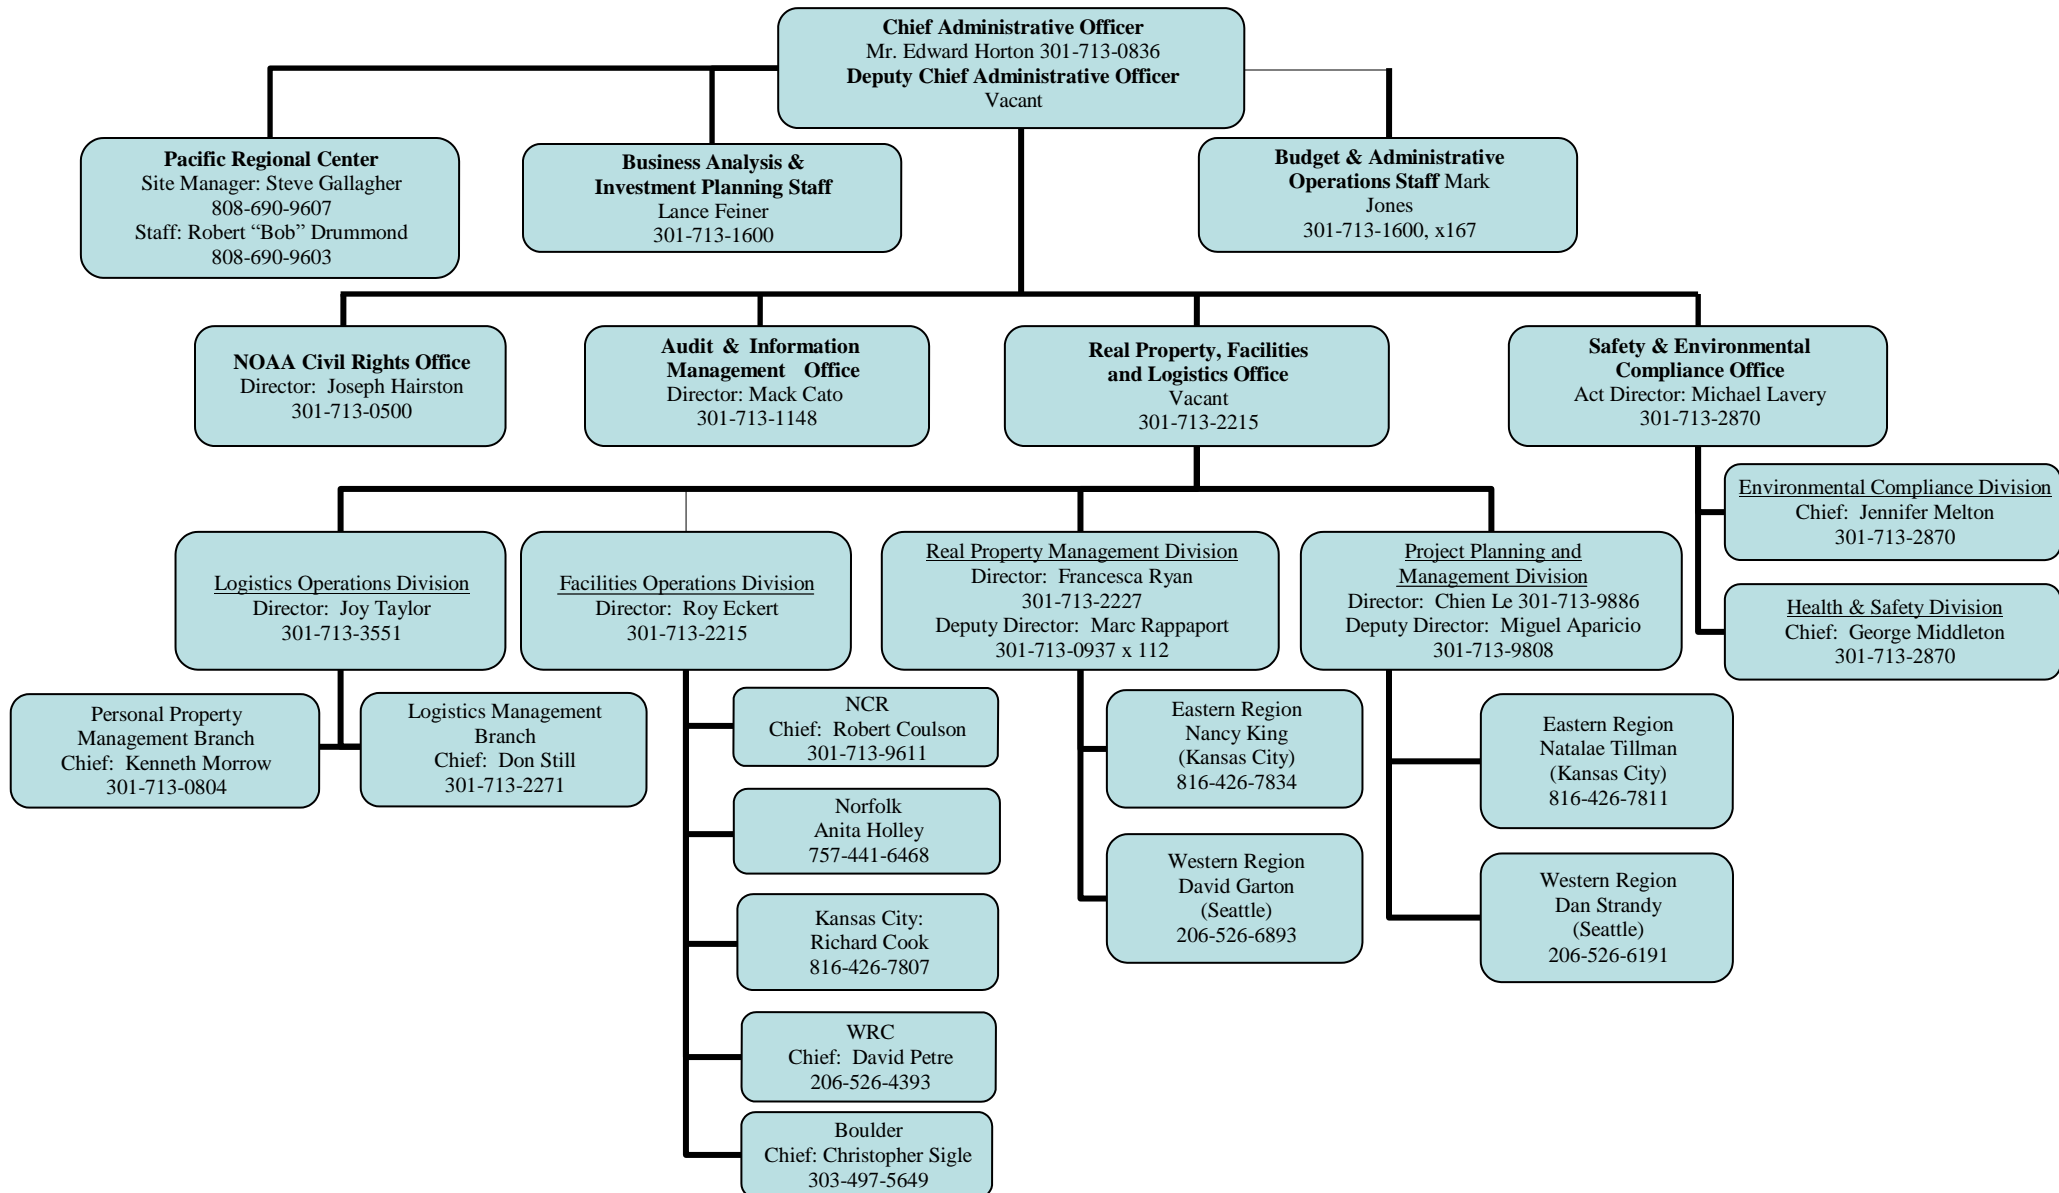 Chief Administrative Officer
Mr. Edward Horton 301-713-0836
Deputy Chief Administrative Officer
Vacant
Pacific Regional Center
Site Manager: Steve Gallagher
808-690-9607
Staff: Robert “Bob” Drummond
808-690-9603
Business Analysis &
Investment Planning Staff
Lance Feiner
301-713-1600
Budget & Administrative
Operations Staff Mark
Jones
301-713-1600, x167
NOAA Civil Rights Office
Director: Joseph Hairston
301-713-0500
Audit & Information
Management Office
Director: Mack Cato
301-713-1148
Real Property, Facilities
and Logistics Office
Vacant
301-713-2215
Safety & Environmental
Compliance Office
Act Director: Michael Lavery
301-713-2870
Environmental Compliance Division
Chief: Jennifer Melton
301-713-2870
Health & Safety Division
Chief: George Middleton
301-713-2870
Logistics Operations Division
Director: Joy Taylor
301-713-3551
Facilities Operations Division
Director: Roy Eckert
301-713-2215
Real Property Management Division
Director: Francesca Ryan
301-713-2227
Deputy Director: Marc Rappaport
301-713-0937 x 112
Project Planning and
Management Division
Director: Chien Le 301-713-9886
Deputy Director: Miguel Aparicio
301-713-9808
Personal Property
Management Branch
Chief: Kenneth Morrow
301-713-0804
Logistics Management
Branch
Chief: Don Still
301-713-2271
NCR
Chief: Robert Coulson
301-713-9611
Norfolk
Anita Holley
757-441-6468
Kansas City:
Richard Cook
816-426-7807
WRC
Chief: David Petre
206-526-4393
Boulder
Chief: Christopher Sigle
303-497-5649
Eastern Region
Nancy King
(Kansas City)
816-426-7834
Western Region
David Garton
(Seattle)
206-526-6893
Eastern Region
Natalae Tillman
(Kansas City)
816-426-7811
Western Region
Dan Strandy
(Seattle)
206-526-6191